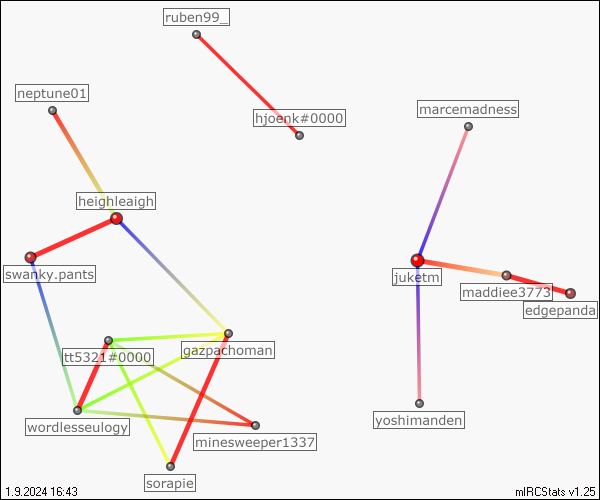 ruben99_
neptune01
marcemadness
hjoenk#0000
heighleaigh
swanky.pants
juketm
maddiee3773
edgepanda
gazpachoman
tt5321#0000
yoshimanden
wordlesseulogy
minesweeper1337
sorapie
1.9.2024 16:43
mIRCStats v1.25